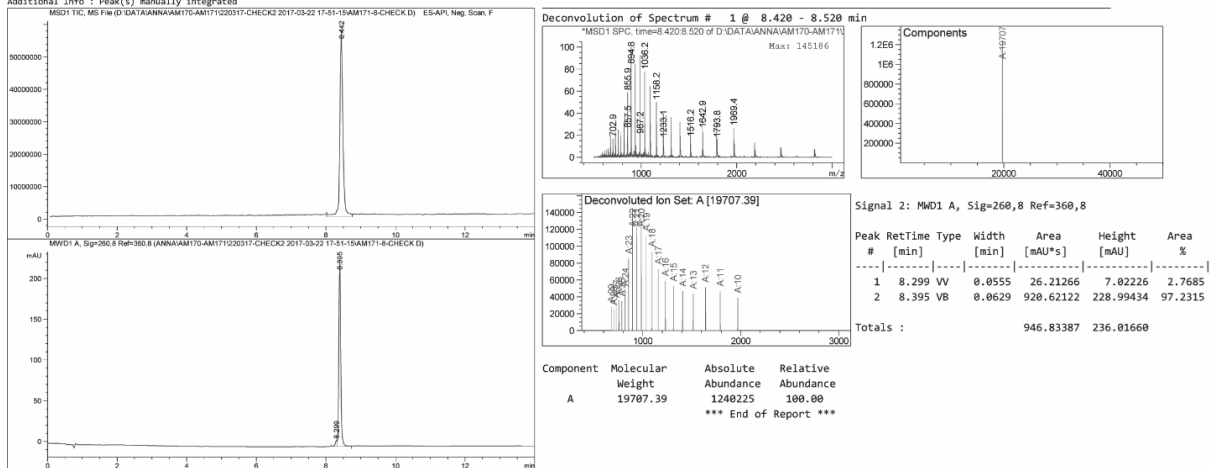 Additional Info : Peak(s) manually integrated
MSD1 TIC, MS File (D:\DATA\ANNA\AM170-AM171\220317-CHECK2 2017-03-22 17-51-15\AM171-8-CHECK.D) ES-API, Neg, Scan, F
8.442
50000000
40000000
30000000
20000000
10000000
0
0 2 4 6 8 10 12 min
MWD1 A, Sig=260,8 Ref=360,8 (ANNA\AM170-AM171\220317-CHECK2 2017-03-22 17-51-15\AM171-8-CHECK.D)
mAU
8.395
200
150
100
50
0
8.299
0 2 4 6 8 10 12 min
Deconvolution of Spectrum # 1 @ 8.420 - 8.520 min
*MSD1 SPC, time=8.420:8.520 of D:\DATA\ANNA\AM170-AM171\
Max: 145186
100
80
60
40
20
0
702.9
855.9
857.5
894.8
987.2
1036.2
1158.2
1233.1
1516.2
1642.9
1793.8
1969.4
1000 2000 m/z
Components
A:19707
1.2E6
1000000
800000
600000
400000
200000
20000 40000
Deconvoluted Ion Set: A [19707.39]
140000
120000
100000
80000
60000
40000
20000
0
A:24
A:23
A:22
A:20
A:19
A:18
A:17
A:16
A:15
A:14
A:13
A:12
A:11
A:10
1000 2000 3000
Component Molecular Absolute Relative
Weight Abundance Abundance
A 19707.39 1240225 100.00
*** End of Report ***
Signal 2: MWD1 A, Sig=260,8 Ref=360,8
Peak RetTime Type Width Area Height Area
# [min] [min] [mAU*s] [mAU] %
----|-------|----|-------|----------|----------|--------|
1 8.299 VV 0.0555 26.21266 7.02226 2.7685
2 8.395 VB 0.0629 920.62122 228.99434 97.2315
Totals : 946.83387 236.01660